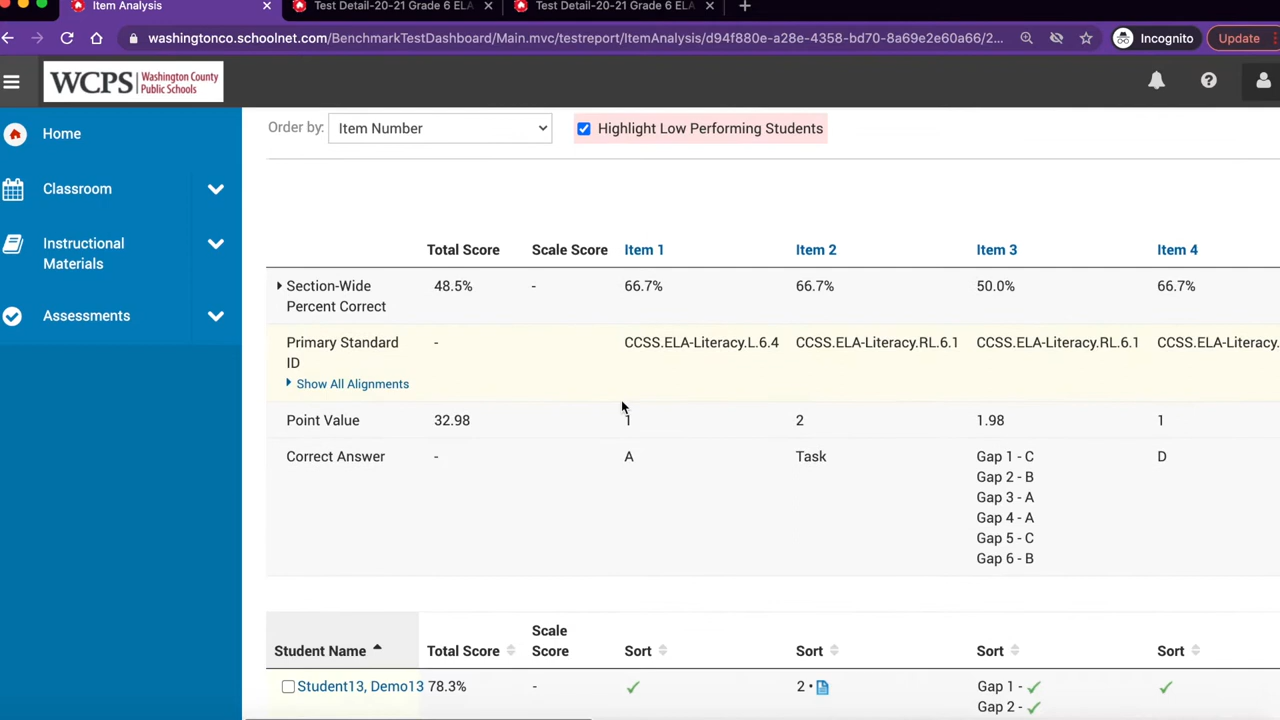 Item Analysis
Test Detail-20-21 Grade 6 ELA
Test Detail-20-21 Grade 6 ELA
washingtonco.schoolnet.com/BenchmarkTestDashboard/Main.mvc/testreport/ItemAnalysis/d94f880e-a28e-4358-bd70-8a69e2e60a66/2...
Incognito
Update
WCPS
Washington County
Public Schools
Home
Classroom
Instructional
Materials
Assessments
Order by:
Item Number
Highlight Low Performing Students
Total Score Scale Score Item 1 Item 2 Item 3 Item 4
Section-Wide
Percent Correct
48.5% - 66.7% 66.7% 50.0% 66.7%
Primary Standard
ID
- CCSS.ELA-Literacy.L.6.4 CCSS.ELA-Literacy.RL.6.1 CCSS.ELA-Literacy.RL.6.1 CCSS.ELA-Literacy.
Show All Alignments
Point Value 32.98 1 2 1.98 1
Correct Answer - A Task Gap 1 - C D
Gap 2 - B
Gap 3 - A
Gap 4 - A
Gap 5 - C
Gap 6 - B
Student Name Total Score Scale
Score
Sort Sort Sort Sort
Student13, Demo13 78.3% - 2 • Gap 1 -
Gap 2 -